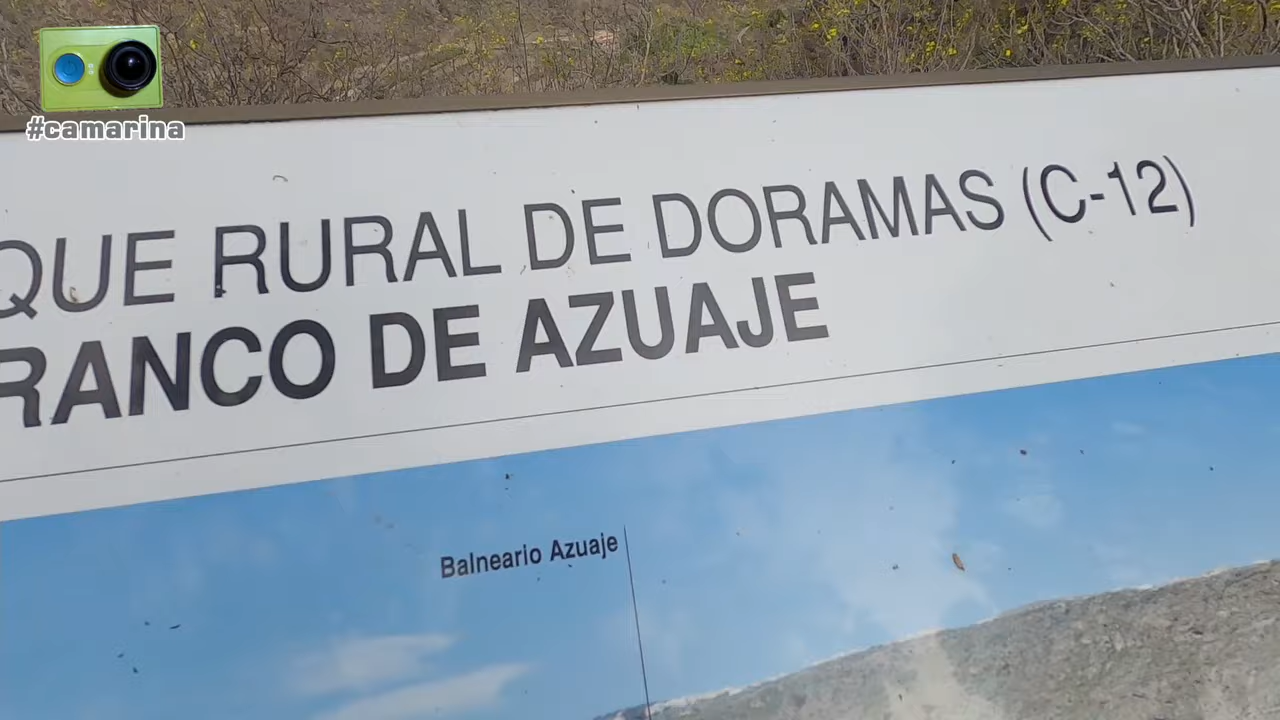 #camarina
QUE RURAL DE DORAMAS (C-12)
RANCO DE AZUAJE
Balneario Azuaje